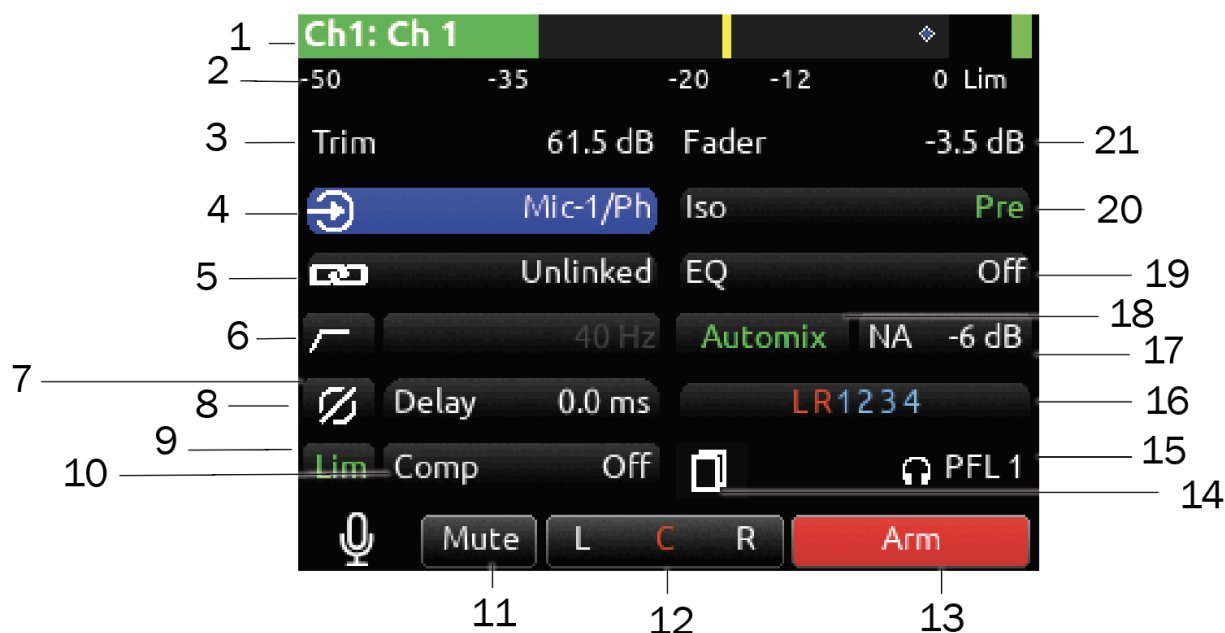 1 Ch1: Ch 1
2 -50 -35 -20 -12 0 Lim
3 Trim 61.5 dB Fader -3.5 dB 21
4 Mic-1/Ph Iso Pre 20
5 Unlinked EQ Off 19
18
6 40 Hz Automix NA -6 dB
17
7
8 Delay 0.0 ms LR1234 16
9
10 Lim Comp Off PFL 1 15
14
Mute L C R Arm
11 12 13